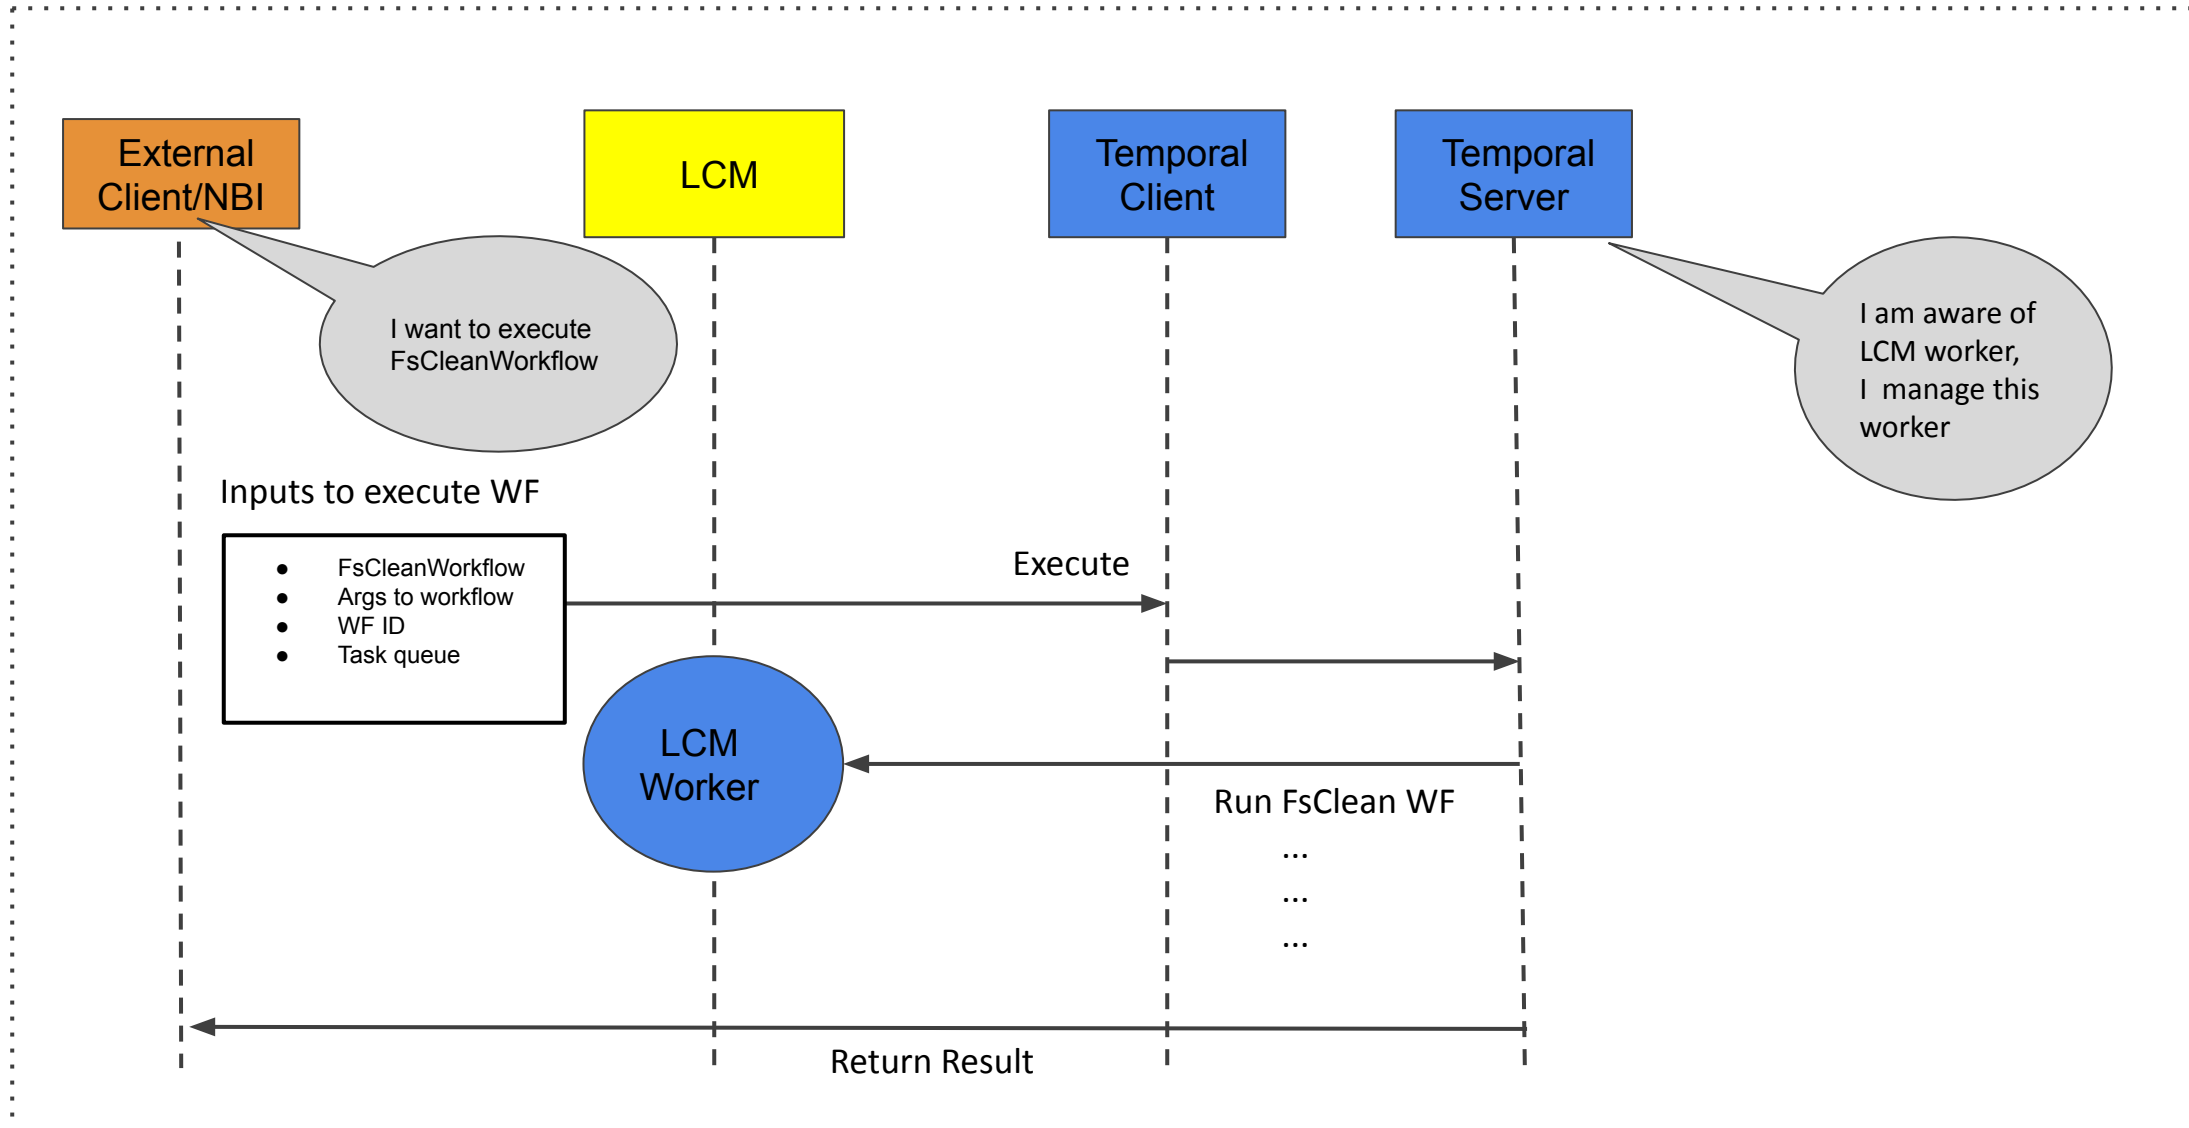 External
Client/NBI
LCM
Temporal
Client
Temporal
Server
I want to execute
FsCleanWorkflow
I am aware of
LCM worker,
I  manage this
worker
Inputs to execute WF
● FsCleanWorkflow
● Args to workflow
● WF ID
● Task queue
Execute
LCM
Worker
Run FsClean WF
...
...
...
Return Result